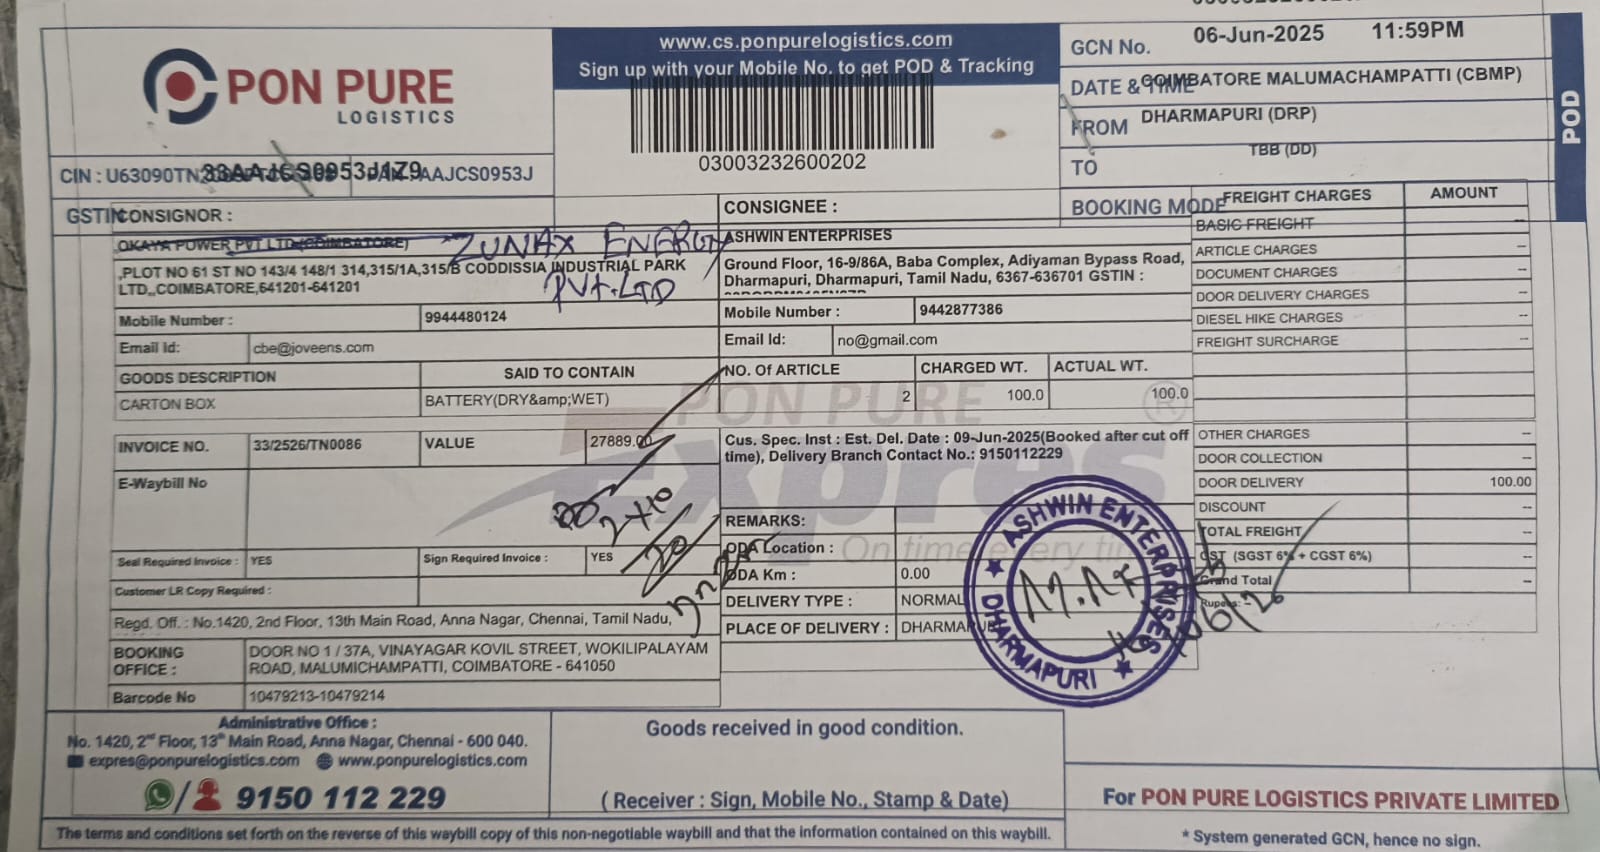 PON PURE
LOGISTICS
www.cs.ponpurelogistics.com
Sign up with your Mobile No. to get POD & Tracking
03003232600202
GCN No.
06-Jun-2025 11:59PM
DATE & TIME
COIMBATORE MALUMACHAMPATTI (CBMP)
FROM
DHARMAPURI (DRP)
TO
TBB (DD)
BOOKING MODE
POD
CIN : U63090TN
33AAJCS0953J1Z9
AAJCS0953J
GSTIN
CONSIGNOR :
OKAYA POWER PVT LTD (COIMBATORE)
ZUNAX ENERGY
PVT. LTD
,PLOT NO 61 ST NO 143/4 148/1 314,315/1A,315/B CODDISSIA INDUSTRIAL PARK
LTD,,COIMBATORE,641201-641201
Mobile Number : 9944480124
Email Id: cbe@joveens.com
GOODS DESCRIPTION SAID TO CONTAIN
CARTON BOX BATTERY(DRY&amp;WET)
CONSIGNEE :
ASHWIN ENTERPRISES
Ground Floor, 16-9/86A, Baba Complex, Adiyaman Bypass Road,
Dharmapuri, Dharmapuri, Tamil Nadu, 6367-636701 GSTIN :
Mobile Number : 9442877386
Email Id: no@gmail.com
NO. Of ARTICLE CHARGED WT. ACTUAL WT.
2 100.0 100.0
PON PURE
Expres
On time every
INVOICE NO. 33/2526/TN0086 VALUE 27889.00
E-Waybill No
Seal Required Invoice : YES Sign Required Invoice : YES
Customer LR Copy Required :
Regd. Off. : No.1420, 2nd Floor, 13th Main Road, Anna Nagar, Chennai, Tamil Nadu,
BOOKING OFFICE : DOOR NO 1 / 37A, VINAYAGAR KOVIL STREET, WOKILIPALAYAM
ROAD, MALUMICHAMPATTI, COIMBATORE - 641050
Barcode No 10479213-10479214
Cus. Spec. Inst : Est. Del. Date : 09-Jun-2025(Booked after cut off
time), Delivery Branch Contact No.: 9150112229
REMARKS:
ODA Location :
ODA Km : 0.00
DELIVERY TYPE : NORMAL
PLACE OF DELIVERY : DHARMAPURI
ASHWIN ENTERPRISES
DHARMAPURI
FREIGHT CHARGES AMOUNT
BASIC FREIGHT --
ARTICLE CHARGES --
DOCUMENT CHARGES --
DOOR DELIVERY CHARGES --
DIESEL HIKE CHARGES --
FREIGHT SURCHARGE --
OTHER CHARGES --
DOOR COLLECTION --
DOOR DELIVERY 100.00
DISCOUNT --
TOTAL FREIGHT --
GST (SGST 6% + CGST 6%) --
Grand Total --
Rupees: --
Administrative Office :
No. 1420, 2nd Floor, 13th Main Road, Anna Nagar, Chennai - 600 040.
expres@ponpurelogistics.com www.ponpurelogistics.com
9150 112 229
Goods received in good condition.
( Receiver : Sign, Mobile No., Stamp & Date)
For PON PURE LOGISTICS PRIVATE LIMITED
The terms and conditions set forth on the reverse of this waybill copy of this non-negotiable waybill and that the information contained on this waybill.
* System generated GCN, hence no sign.